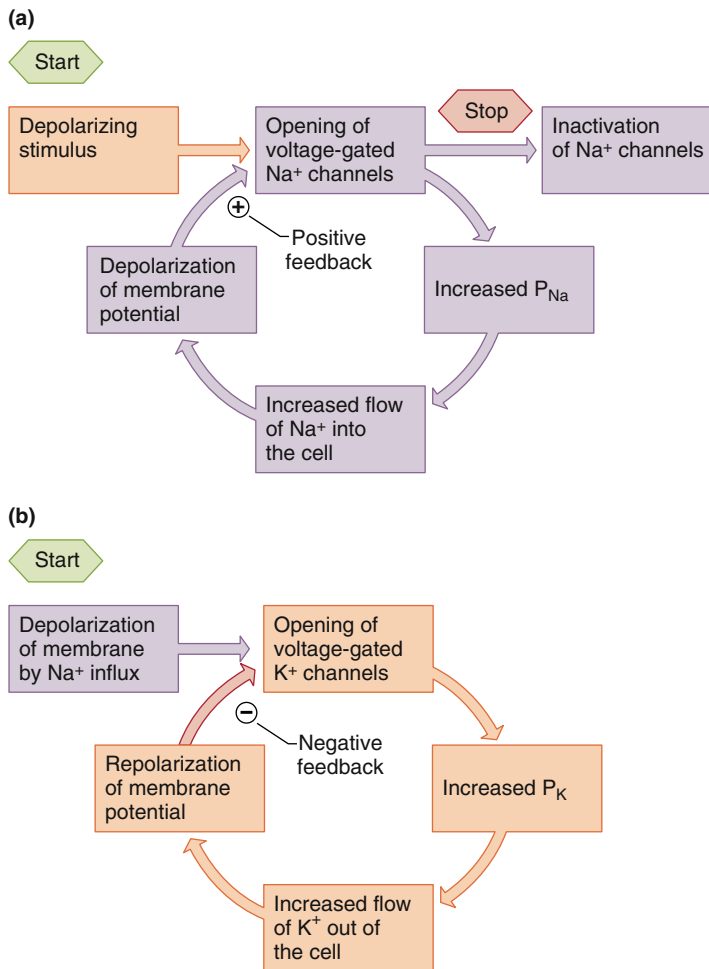 (a)
Start
Depolarizing
stimulus
Opening of
voltage-gated
Na⁺ channels
Stop
Inactivation
of Na⁺ channels
+
Positive
feedback
Depolarization
of membrane
potential
Increased P_Na
Increased flow
of Na⁺ into
the cell
(b)
Start
Depolarization
of membrane
by Na⁺ influx
Opening of
voltage-gated
K⁺ channels
−
Negative
feedback
Repolarization
of membrane
potential
Increased P_K
Increased flow
of K⁺ out of
the cell